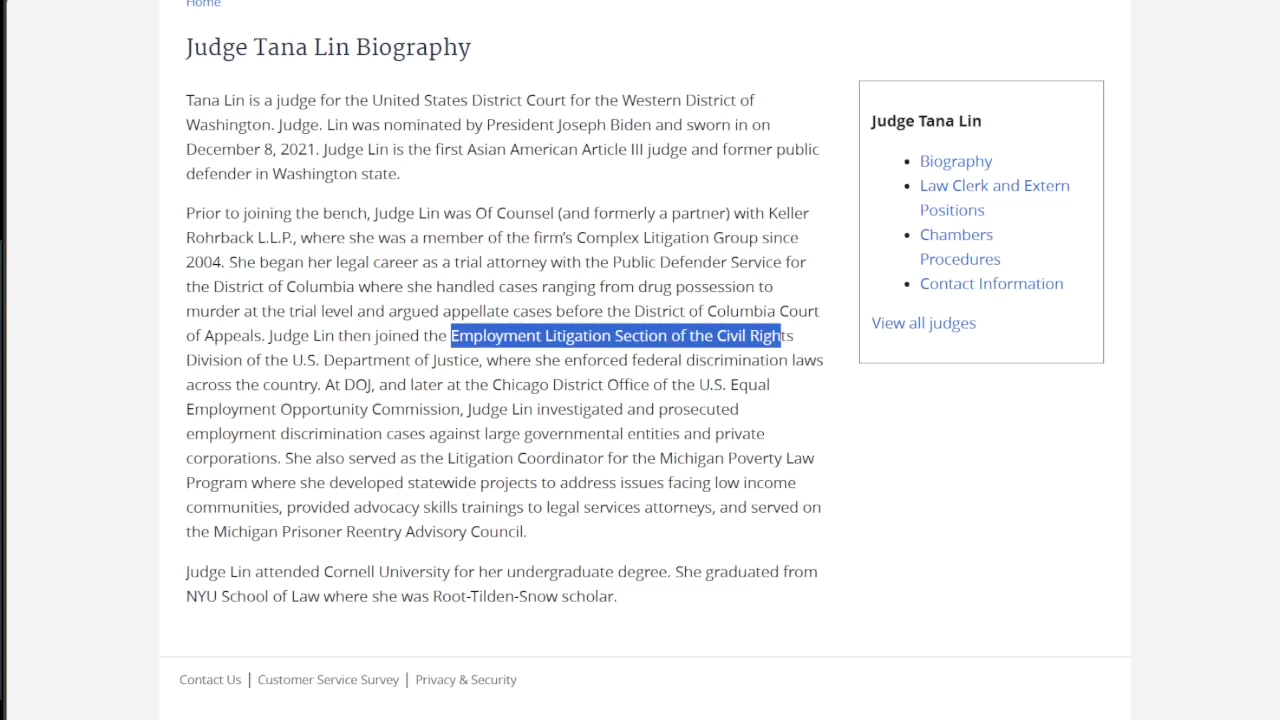 Home
Judge Tana Lin Biography
Tana Lin is a judge for the United States District Court for the Western District of
Washington. Judge. Lin was nominated by President Joseph Biden and sworn in on
December 8, 2021. Judge Lin is the first Asian American Article III judge and former public
defender in Washington state.
Prior to joining the bench, Judge Lin was Of Counsel (and formerly a partner) with Keller
Rohrback L.L.P., where she was a member of the firm's Complex Litigation Group since
2004. She began her legal career as a trial attorney with the Public Defender Service for
the District of Columbia where she handled cases ranging from drug possession to
murder at the trial level and argued appellate cases before the District of Columbia Court
of Appeals. Judge Lin then joined the Employment Litigation Section of the Civil Rights
Division of the U.S. Department of Justice, where she enforced federal discrimination laws
across the country. At DOJ, and later at the Chicago District Office of the U.S. Equal
Employment Opportunity Commission, Judge Lin investigated and prosecuted
employment discrimination cases against large governmental entities and private
corporations. She also served as the Litigation Coordinator for the Michigan Poverty Law
Program where she developed statewide projects to address issues facing low income
communities, provided advocacy skills trainings to legal services attorneys, and served on
the Michigan Prisoner Reentry Advisory Council.
Judge Lin attended Cornell University for her undergraduate degree. She graduated from
NYU School of Law where she was Root-Tilden-Snow scholar.
Judge Tana Lin
• Biography
• Law Clerk and Extern
Positions
• Chambers
Procedures
• Contact Information
View all judges
Contact Us | Customer Service Survey | Privacy & Security